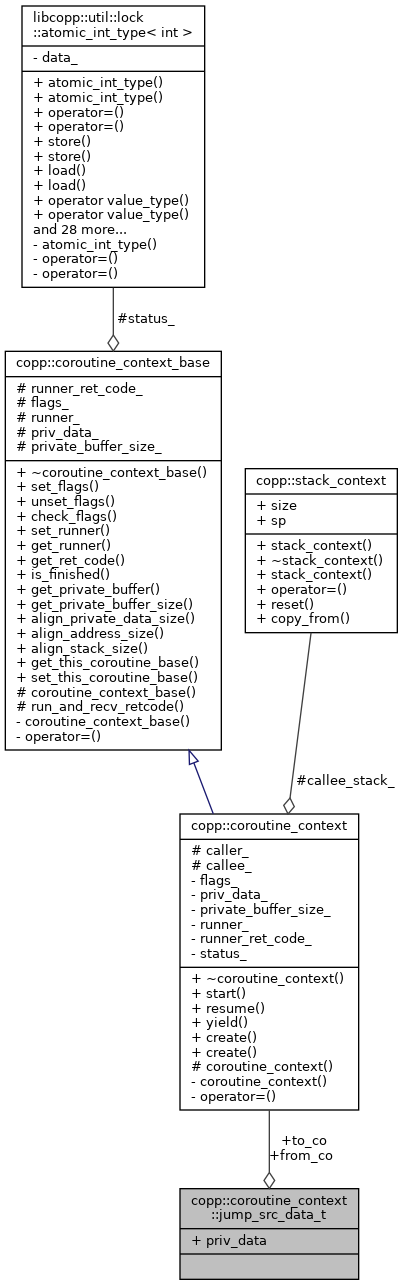 libcopp::util::lock
::atomic_int_type< int >
- data_
+ atomic_int_type()
+ atomic_int_type()
+ operator=()
+ operator=()
+ store()
+ store()
+ load()
+ load()
+ operator value_type()
+ operator value_type()
and 28 more...
- atomic_int_type()
- operator=()
- operator=()
#status_
copp::coroutine_context_base
# runner_ret_code_
# flags_
# runner_
# priv_data_
# private_buffer_size_
+ ~coroutine_context_base()
+ set_flags()
+ unset_flags()
+ check_flags()
+ set_runner()
+ get_runner()
+ get_ret_code()
+ is_finished()
+ get_private_buffer()
+ get_private_buffer_size()
+ align_private_data_size()
+ align_address_size()
+ align_stack_size()
+ get_this_coroutine_base()
+ set_this_coroutine_base()
# coroutine_context_base()
# run_and_recv_retcode()
- coroutine_context_base()
- operator=()
copp::stack_context
+ size
+ sp
+ stack_context()
+ ~stack_context()
+ stack_context()
+ operator=()
+ reset()
+ copy_from()
#callee_stack_
copp::coroutine_context
# caller_
# callee_
- flags_
- priv_data_
- private_buffer_size_
- runner_
- runner_ret_code_
- status_
+ ~coroutine_context()
+ start()
+ resume()
+ yield()
+ create()
+ create()
# coroutine_context()
- coroutine_context()
- operator=()
+to_co
+from_co
copp::coroutine_context
::jump_src_data_t
+ priv_data